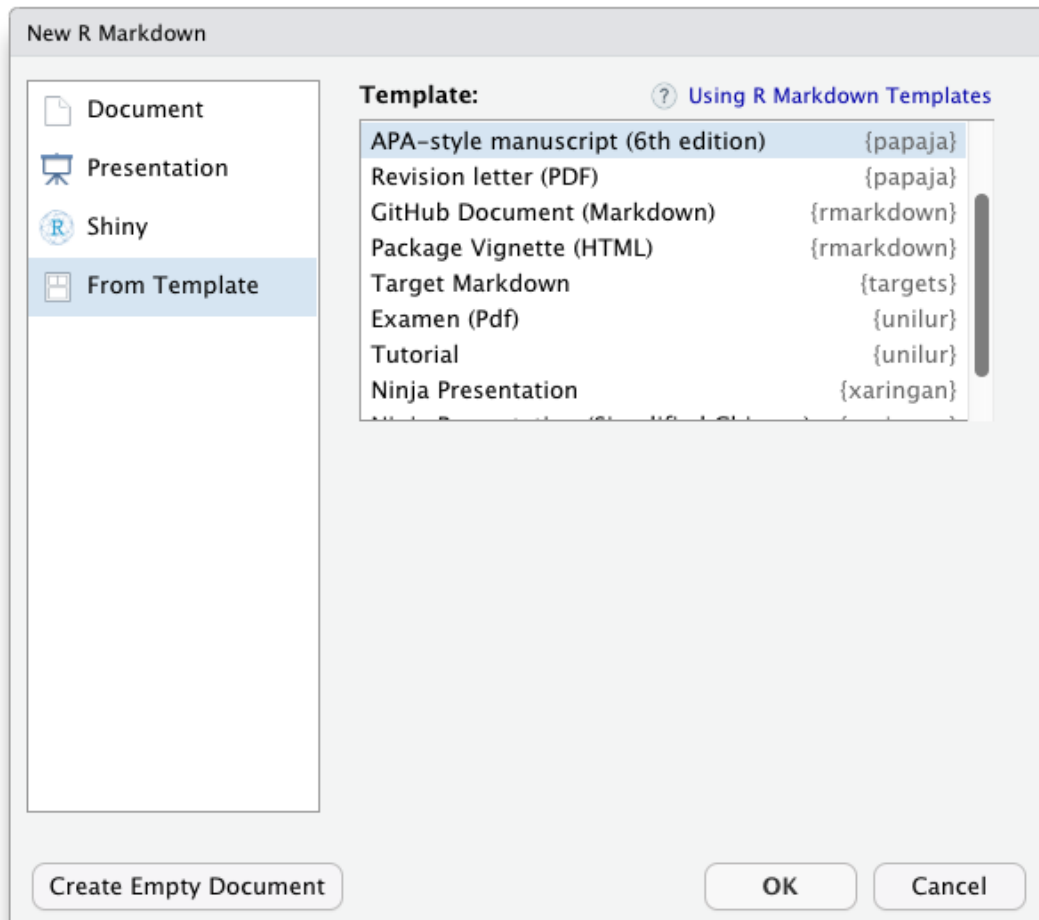 New R Markdown
Document
Presentation
Shiny
From Template
Template:
? Using R Markdown Templates
APA-style manuscript (6th edition) {papaja}
Revision letter (PDF) {papaja}
GitHub Document (Markdown) {rmarkdown}
Package Vignette (HTML) {rmarkdown}
Target Markdown {targets}
Examen (Pdf) {unilur}
Tutorial {unilur}
Ninja Presentation {xaringan}
Create Empty Document
OK
Cancel